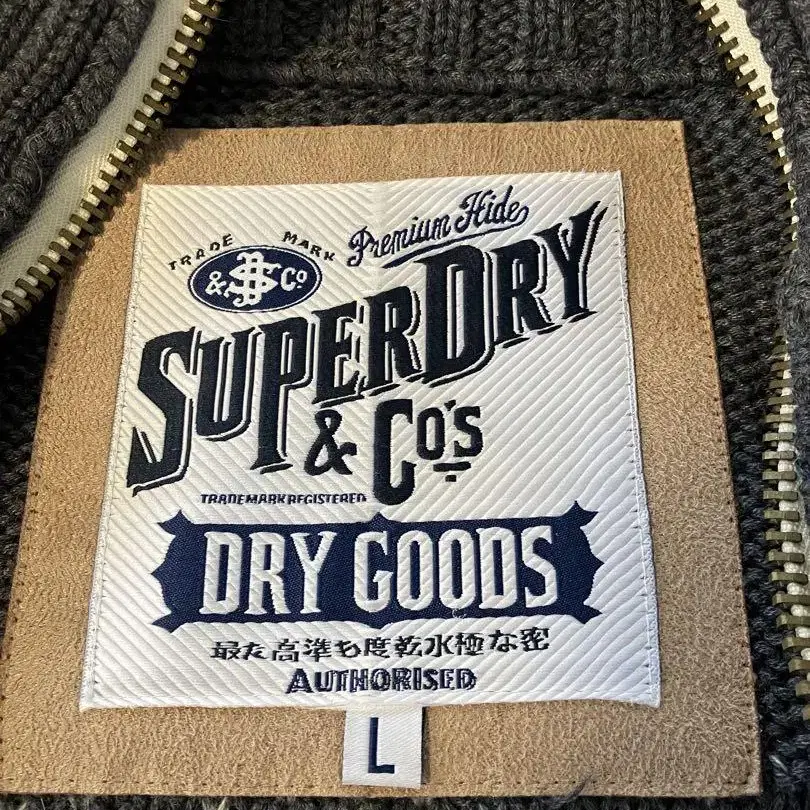 TRADE MARK
Premium Hide
& JS Co
SUPERDRY
& Co's
TRADEMARK REGISTERED
DRY GOODS
最た高準も度乾水極な密
AUTHORISED
L